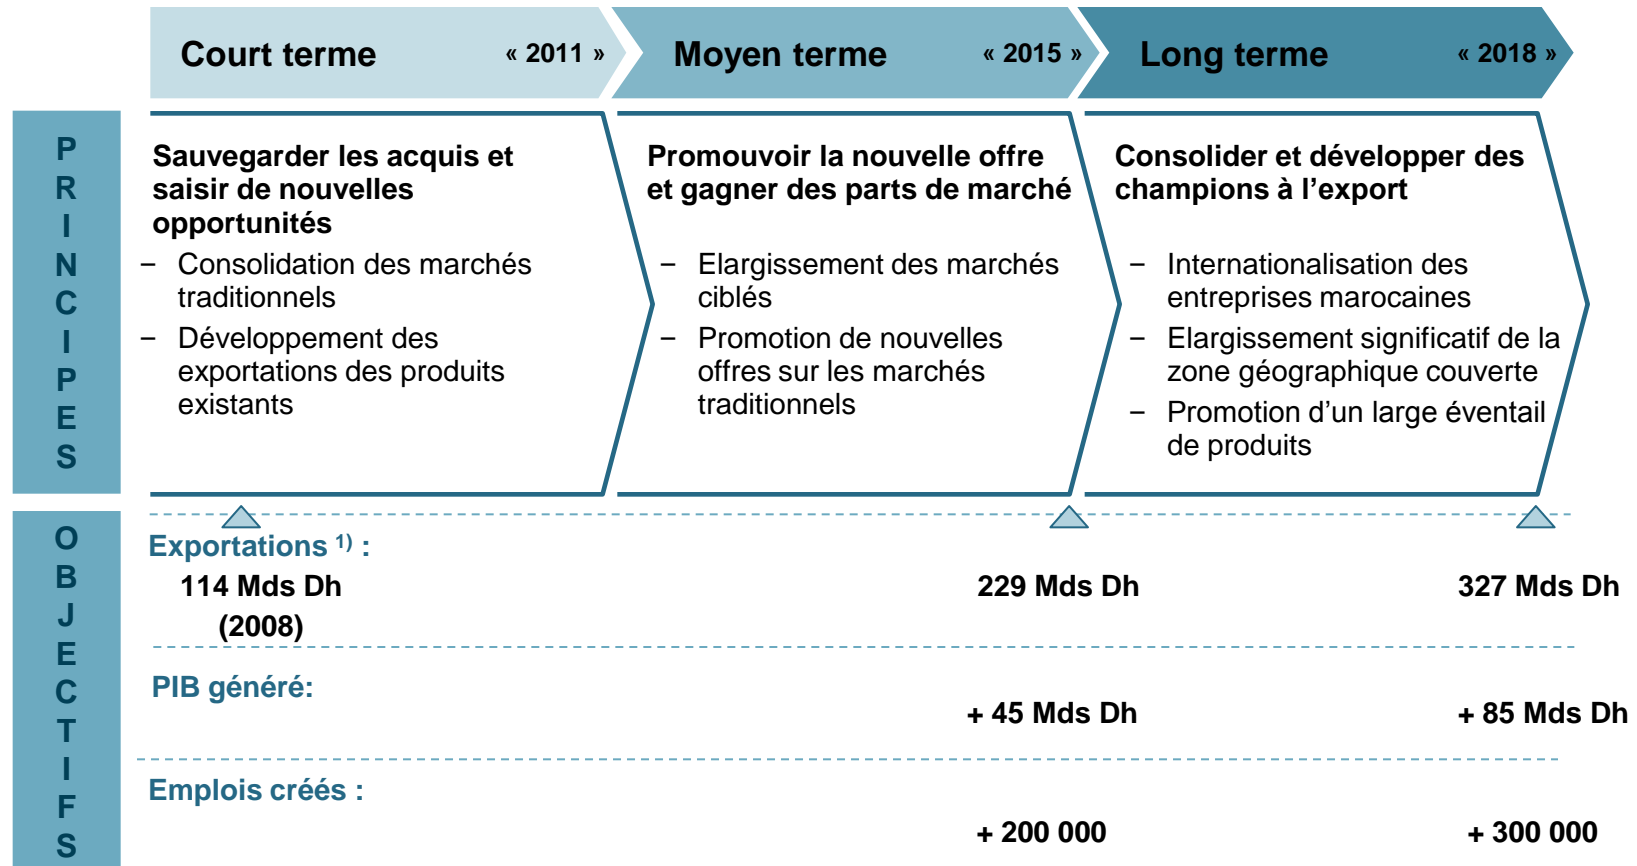 Court terme « 2011 »
Moyen terme « 2015 »
Long terme « 2018 »
PRINCIPES
Sauvegarder les acquis et
saisir de nouvelles
opportunités
– Consolidation des marchés
traditionnels
– Développement des
exportations des produits
existants
Promouvoir la nouvelle offre
et gagner des parts de marché
– Elargissement des marchés
ciblés
– Promotion de nouvelles
offres sur les marchés
traditionnels
Consolider et développer des
champions à l’export
– Internationalisation des
entreprises marocaines
– Elargissement significatif de la
zone géographique couverte
– Promotion d’un large éventail
de produits
OBJECTIFS
Exportations 1) :
114 Mds Dh 229 Mds Dh 327 Mds Dh
(2008)
PIB généré:
+ 45 Mds Dh + 85 Mds Dh
Emplois créés :
+ 200 000 + 300 000